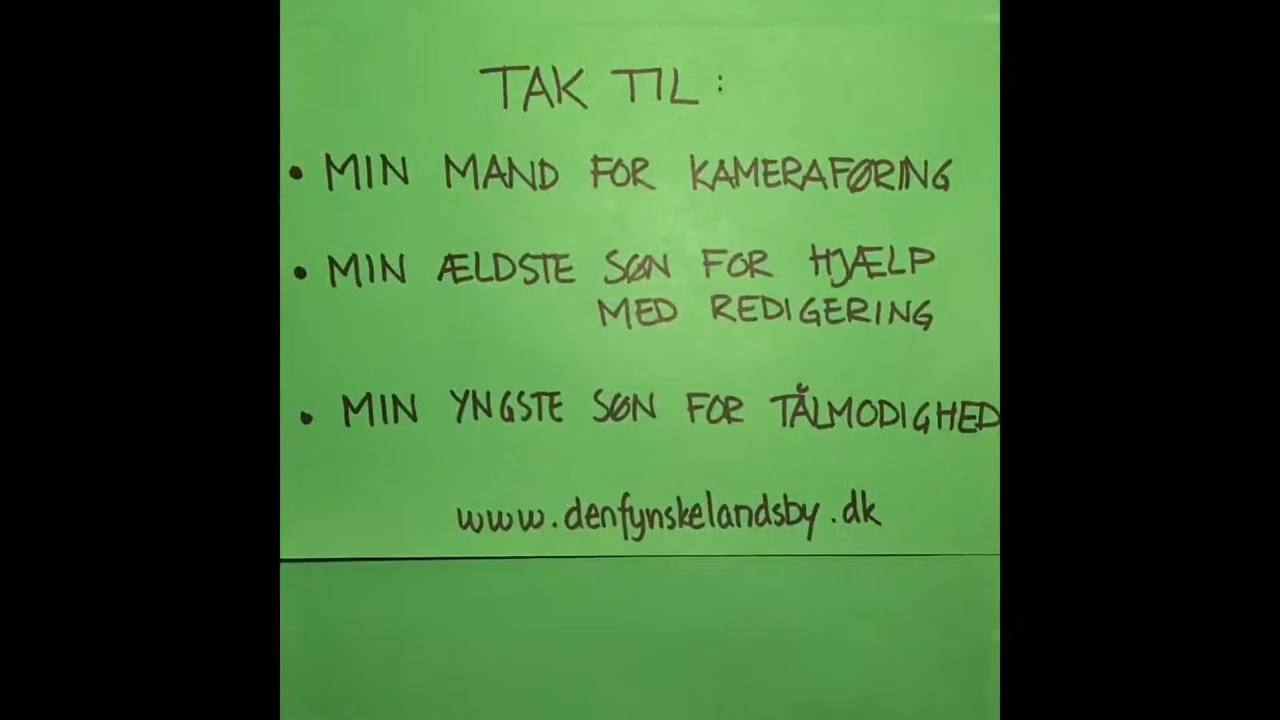 TAK TIL:
• MIN MAND FOR KAMERAFØRING
• MIN ÆLDSTE SØN FOR HJÆLP
MED REDIGERING
• MIN YNGSTE SØN FOR TÅLMODIGHED
www.denfynskelandsby.dk